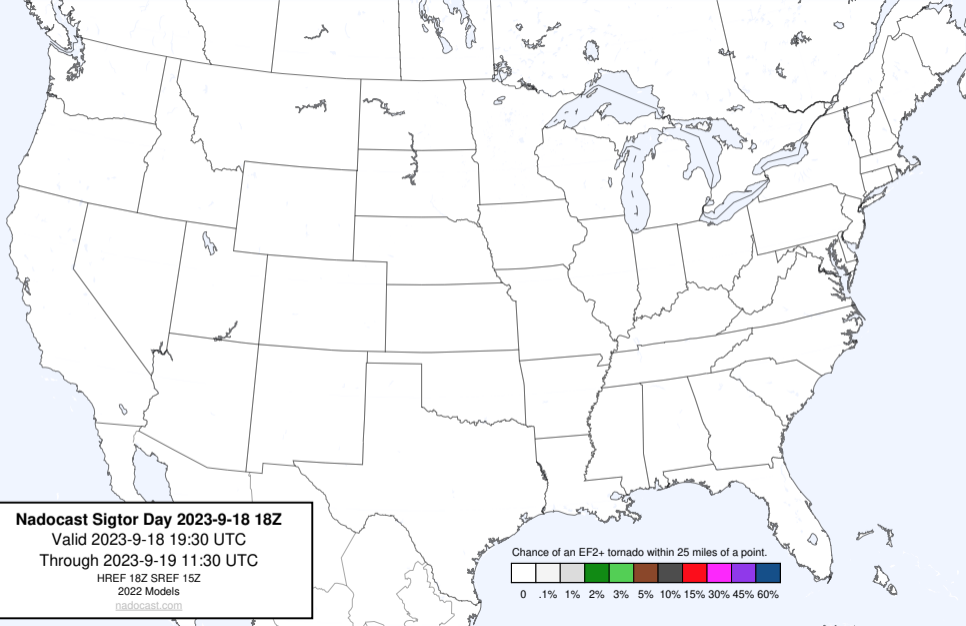 Nadocast Sigtor Day 2023-9-18 18Z
Valid 2023-9-18 19:30 UTC
Through 2023-9-19 11:30 UTC
HREF 18Z SREF 15Z
2022 Models
nadocast.com
Chance of an EF2+ tornado within 25 miles of a point.
0 .1% 1% 2% 3% 5% 10% 15% 30% 45% 60%